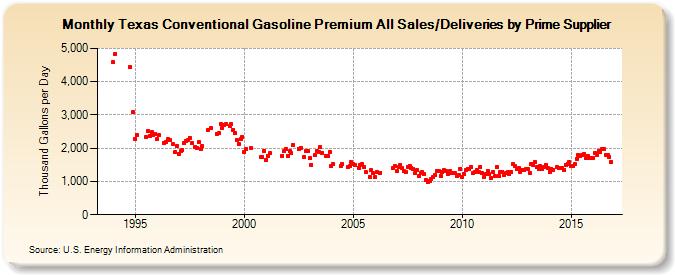 Monthly Texas Conventional Gasoline Premium All Sales/Deliveries by Prime Supplier
Thousand Gallons per Day
5,000
4,000
3,000
2,000
1,000
0
1995 2000 2005 2010 2015
Source: U.S. Energy Information Administration